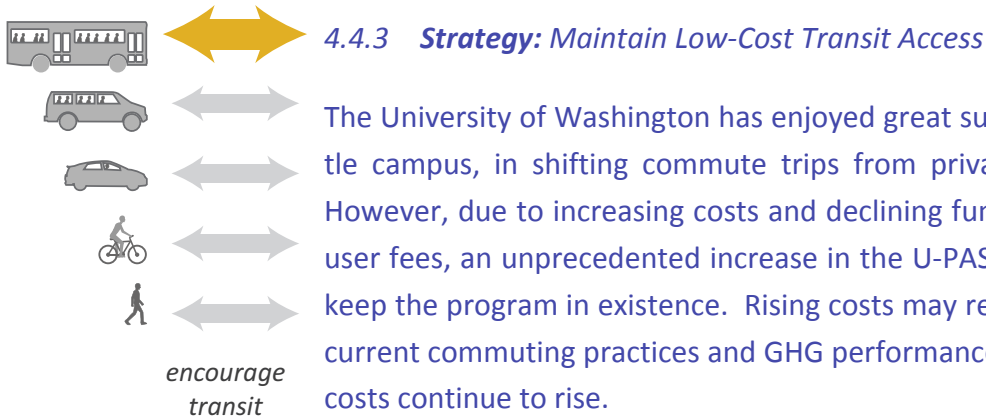 4.4.3 Strategy: Maintain Low-Cost Transit Access
The University of Washington has enjoyed great su
tle campus, in shifting commute trips from priva
However, due to increasing costs and declining fun
user fees, an unprecedented increase in the U-PAS
keep the program in existence. Rising costs may re
current commuting practices and GHG performance
costs continue to rise.
encourage
transit